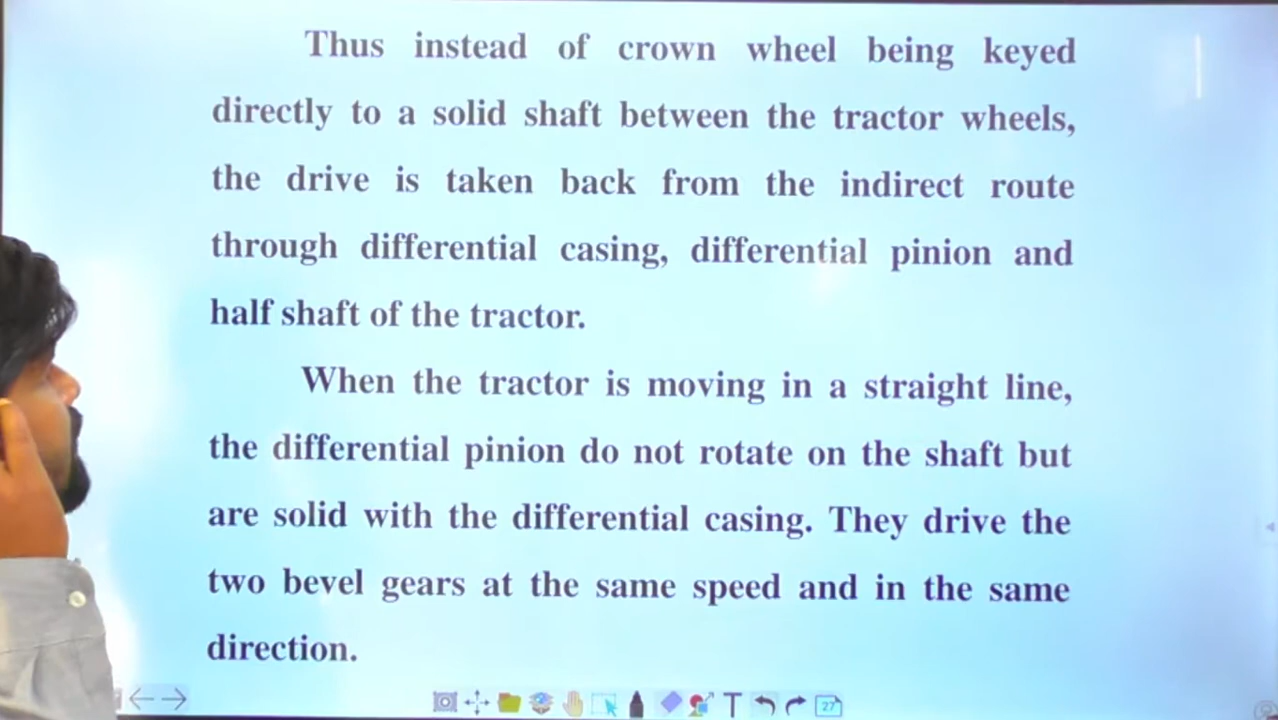 Thus instead of crown wheel being keyed
directly to a solid shaft between the tractor wheels,
the drive is taken back from the indirect route
through differential casing, differential pinion and
half shaft of the tractor.
When the tractor is moving in a straight line,
the differential pinion do not rotate on the shaft but
are solid with the differential casing. They drive the
two bevel gears at the same speed and in the same
direction.
T 27